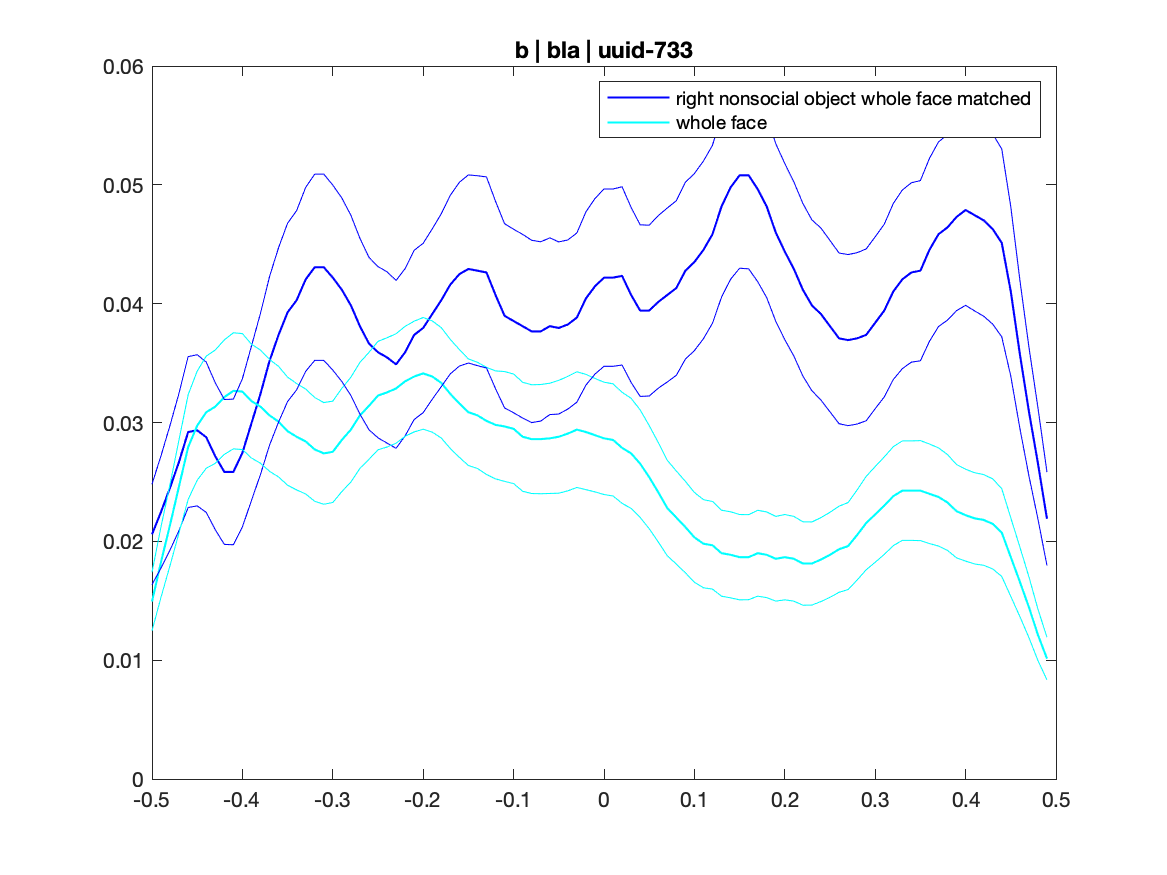 b | bla | uuid-733
right nonsocial object whole face matched
whole face
0.06
0.05
0.04
0.03
0.02
0.01
0
-0.5 -0.4 -0.3 -0.2 -0.1 0 0.1 0.2 0.3 0.4 0.5